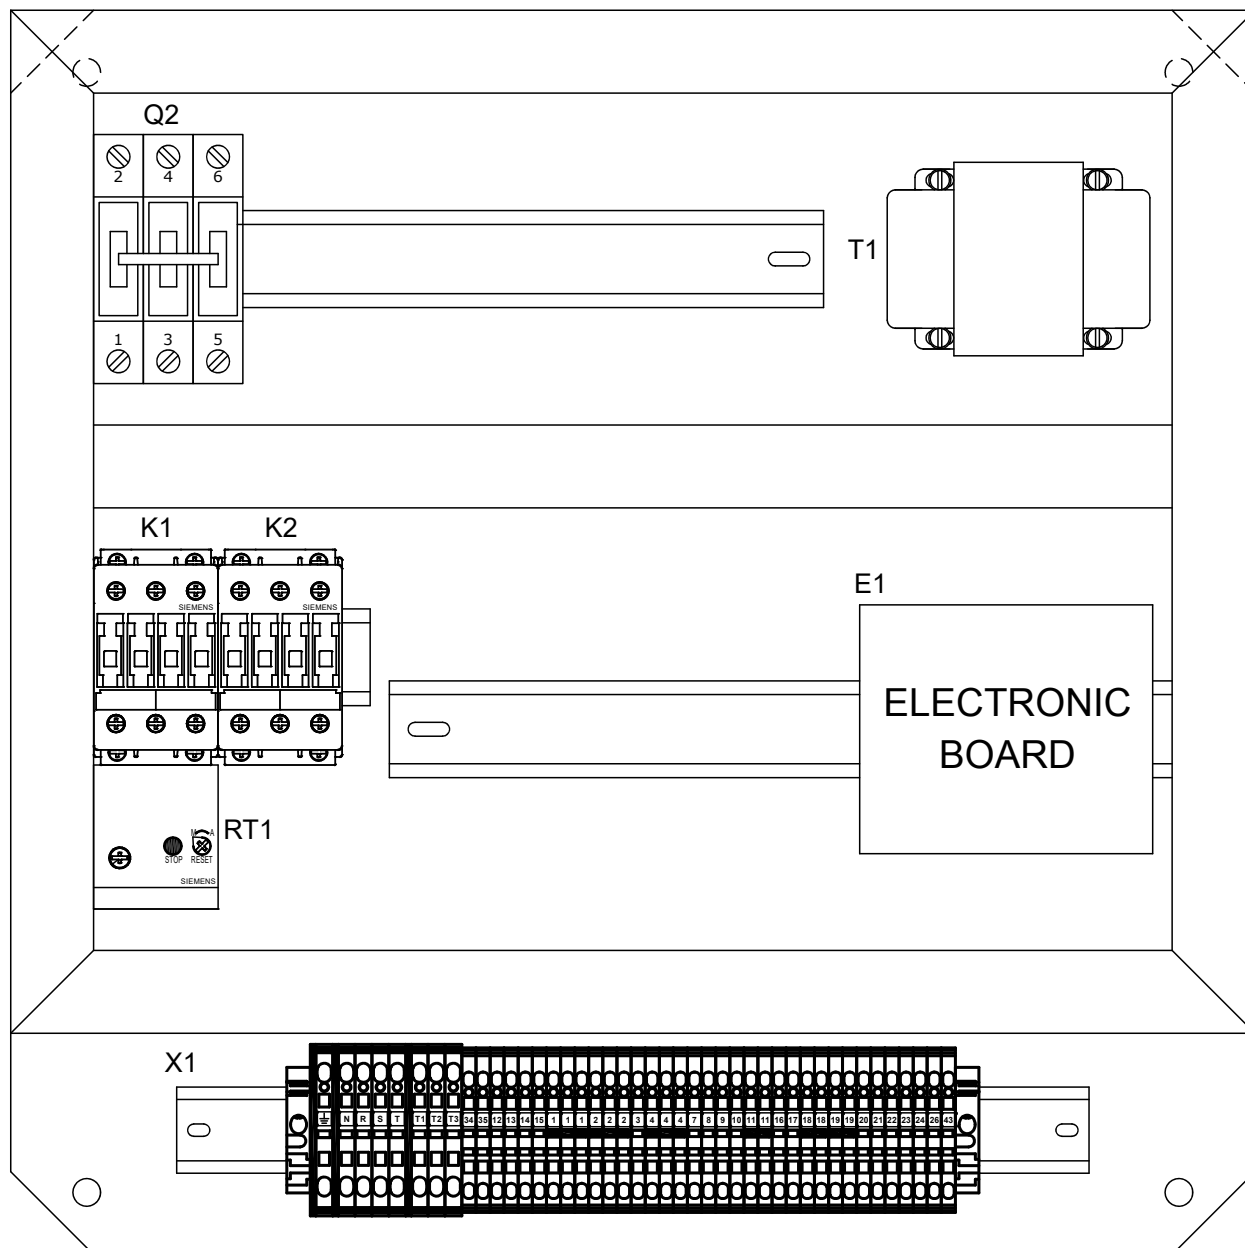 Q2
2 4 6
T1
1 3 5
K1 K2
SIEMENS SIEMENS
E1
ELECTRONIC
BOARD
M A
RT1
STOP RESET
SIEMENS
X1
N R S T T1 T2 T3 34 35 12 13 14 15 1 1 1 2 2 2 3 4 4 4 7 8 9 10 11 11 16 17 18 18 19 19 20 21 22 23 24 26 43